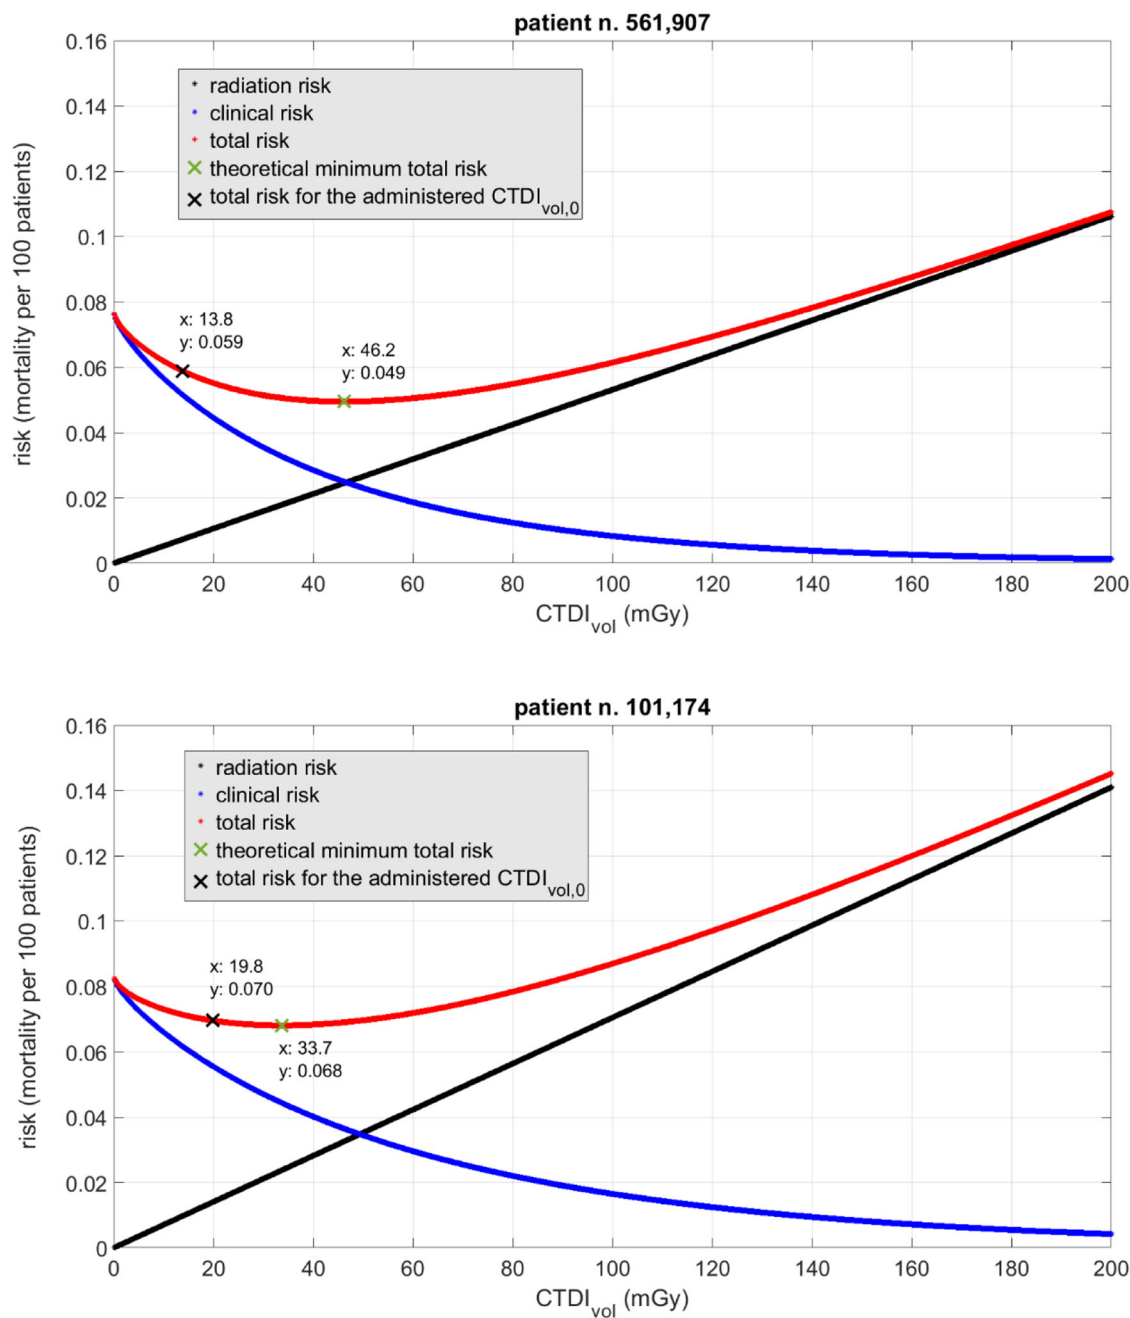 patient n. 561,907
0.16
0.14
0.12
0.1
0.08
0.06
0.04
0.02
0
risk (mortality per 100 patients)
radiation risk
clinical risk
total risk
theoretical minimum total risk
total risk for the administered CTDIvol,0
x: 13.8
y: 0.059
x: 46.2
y: 0.049
0 20 40 60 80 100 120 140 160 180 200
CTDIvol (mGy)
patient n. 101,174
0.16
0.14
0.12
0.1
0.08
0.06
0.04
0.02
0
risk (mortality per 100 patients)
radiation risk
clinical risk
total risk
theoretical minimum total risk
total risk for the administered CTDIvol,0
x: 19.8
y: 0.070
x: 33.7
y: 0.068
0 20 40 60 80 100 120 140 160 180 200
CTDIvol (mGy)